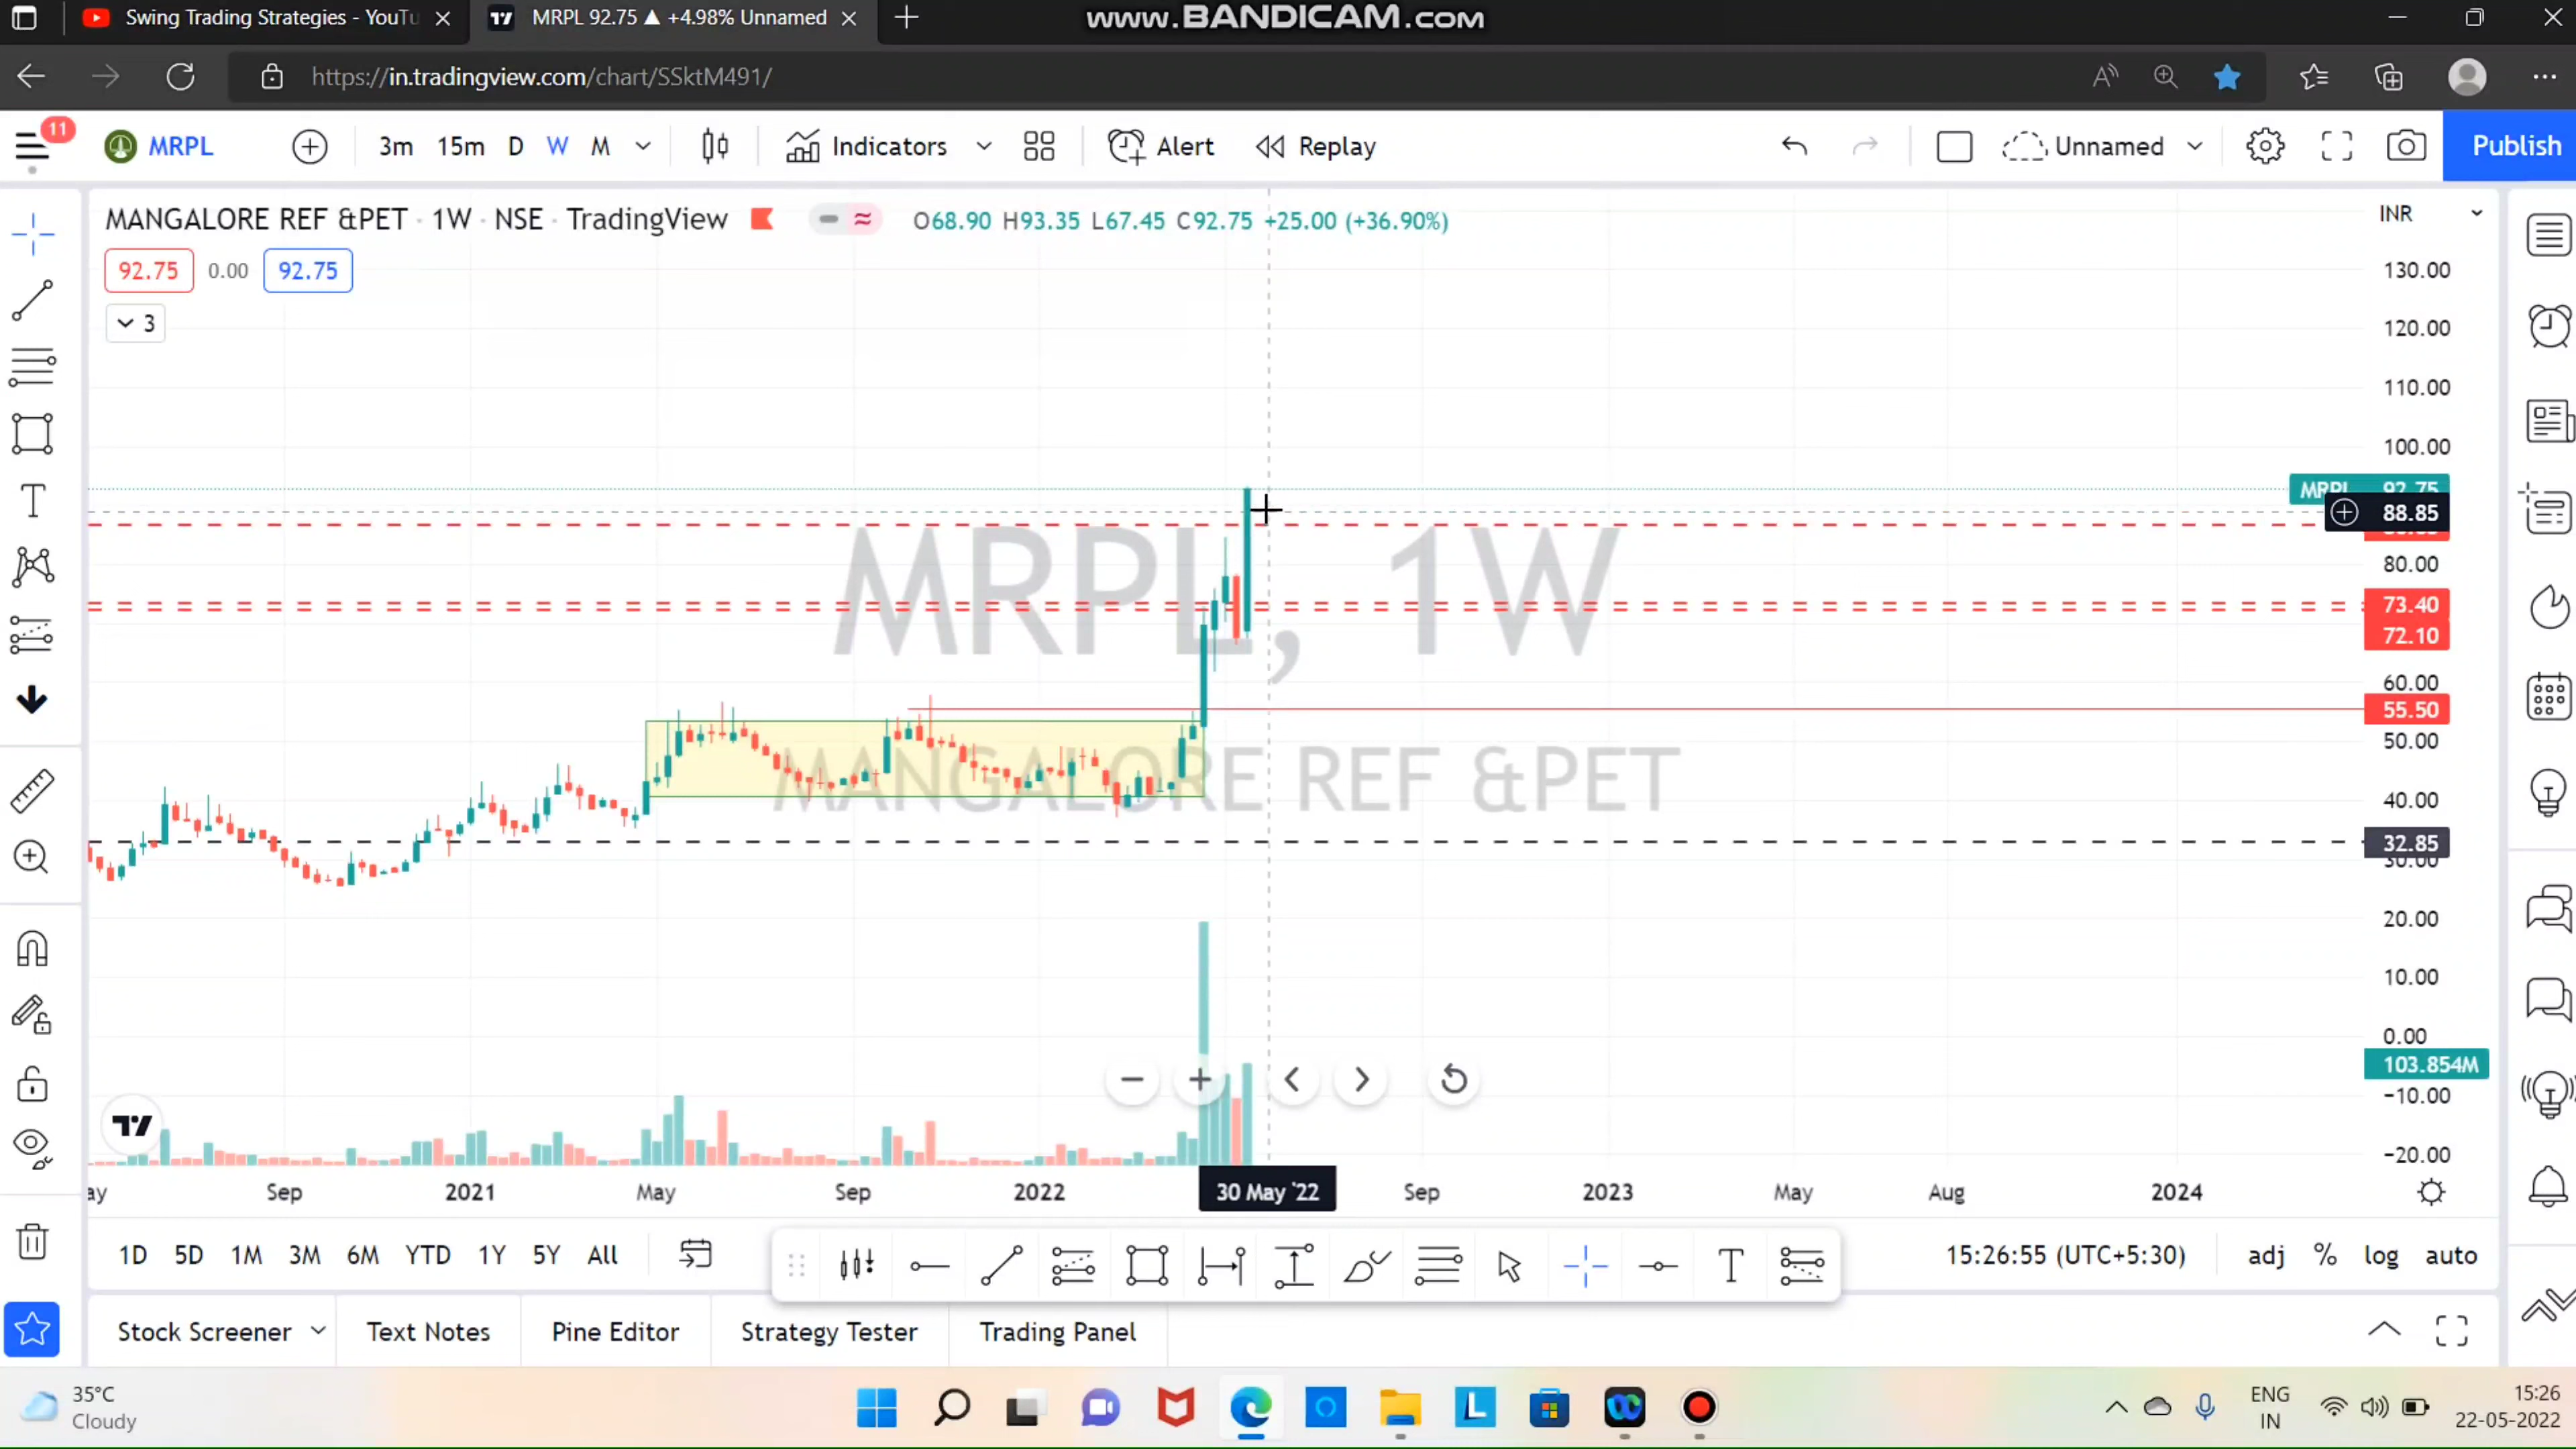 Swing Trading Strategies - YouTu
MRPL 92.75 ▲ +4.98% Unnamed
www.BANDICAM.com
https://in.tradingview.com/chart/SSktM491/
11
MRPL
3m 15m D W M
Indicators
Alert
Replay
Unnamed
Publish
MANGALORE REF &PET · 1W · NSE · TradingView
O68.90 H93.35 L67.45 C92.75 +25.00 (+36.90%)
INR
92.75 0.00 92.75
3
130.00
120.00
110.00
100.00
MRPL 92.75
88.85
80.00
73.40
72.10
60.00
55.50
50.00
40.00
32.85
30.00
20.00
10.00
0.00
103.854M
−10.00
−20.00
MRPL, 1W
MANGALORE REF &PET
ay Sep 2021 May Sep 2022 30 May '22 Sep 2023 May Aug 2024
1D 5D 1M 3M 6M YTD 1Y 5Y All
15:26:55 (UTC+5:30) adj % log auto
Stock Screener Text Notes Pine Editor Strategy Tester Trading Panel
35°C
Cloudy
ENG
IN
15:26
22-05-2022